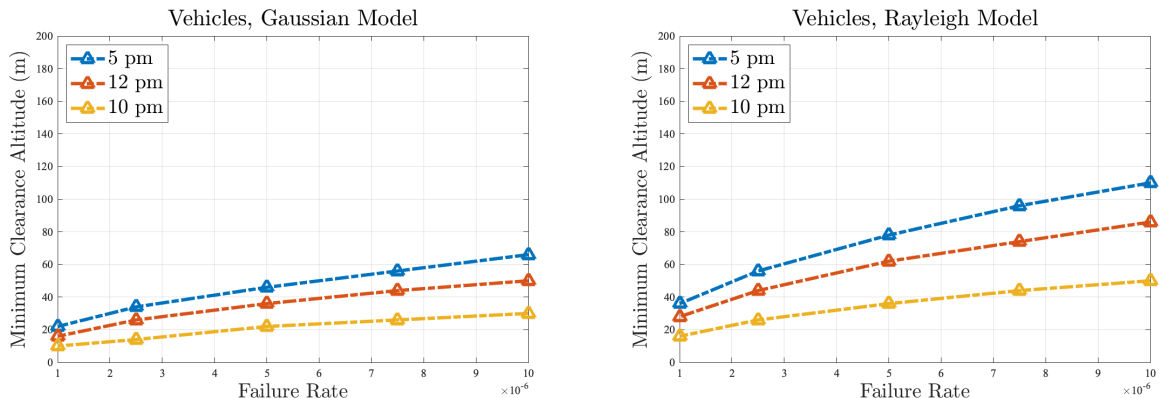 Vehicles, Gaussian Model
Minimum Clearance Altitude (m)
200
180
160
140
120
100
80
60
40
20
0
5 pm
12 pm
10 pm
1 2 3 4 5 6 7 8 9 10
×10⁻⁶
Failure Rate
Vehicles, Rayleigh Model
Minimum Clearance Altitude (m)
200
180
160
140
120
100
80
60
40
20
0
5 pm
12 pm
10 pm
1 2 3 4 5 6 7 8 9 10
×10⁻⁶
Failure Rate